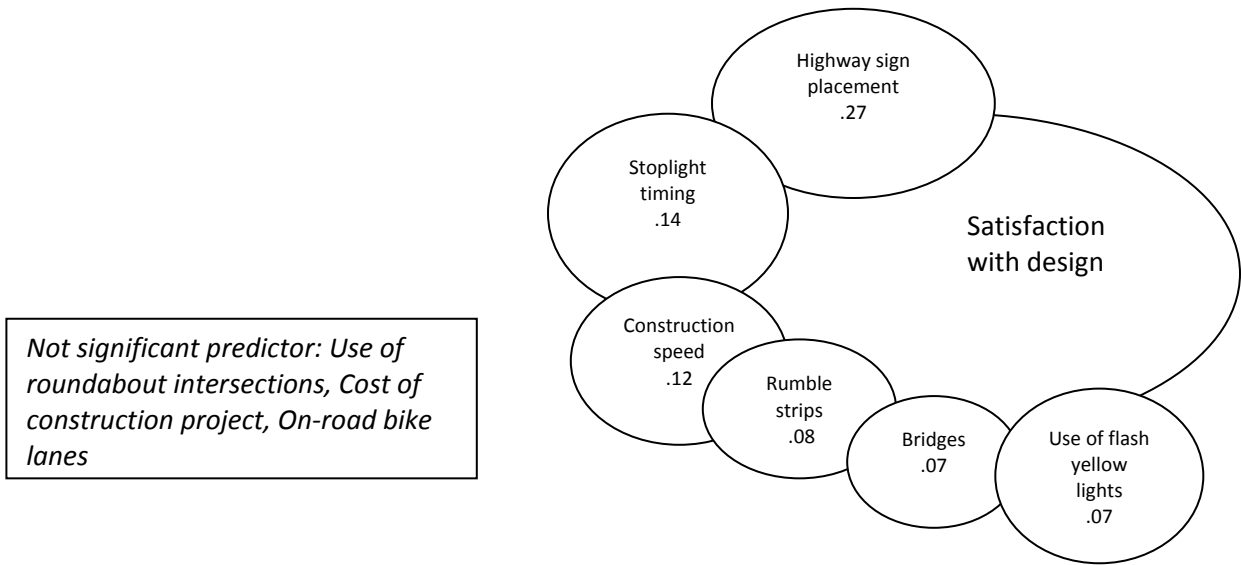 Highway sign
placement
.27
Stoplight
timing
.14
Satisfaction
with design
Construction
speed
.12
Not significant predictor: Use of
roundabout intersections, Cost of
construction project, On-road bike
lanes
Rumble
strips
.08
Bridges
.07
Use of flash
yellow
lights
.07